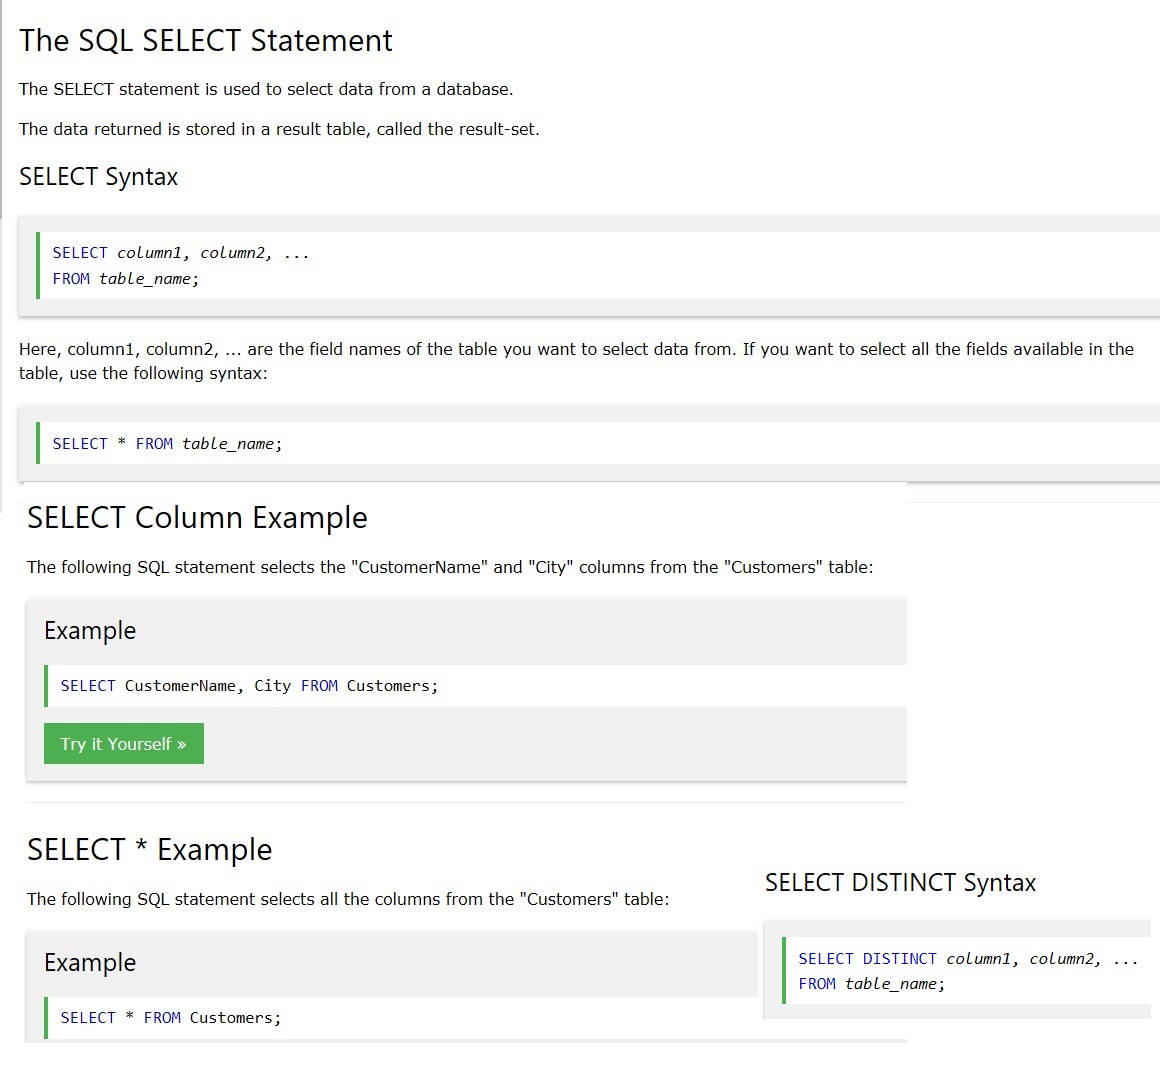 The SQL SELECT Statement
The SELECT statement is used to select data from a database.
The data returned is stored in a result table, called the result-set.
SELECT Syntax
SELECT column1, column2, ...
FROM table_name;
Here, column1, column2, ... are the field names of the table you want to select data from. If you want to select all the fields available in the
table, use the following syntax:
SELECT * FROM table_name;
SELECT Column Example
The following SQL statement selects the "CustomerName" and "City" columns from the "Customers" table:
Example
SELECT CustomerName, City FROM Customers;
Try it Yourself »
SELECT * Example
The following SQL statement selects all the columns from the "Customers" table:
Example
SELECT * FROM Customers;
SELECT DISTINCT Syntax
SELECT DISTINCT column1, column2, ...
FROM table_name;